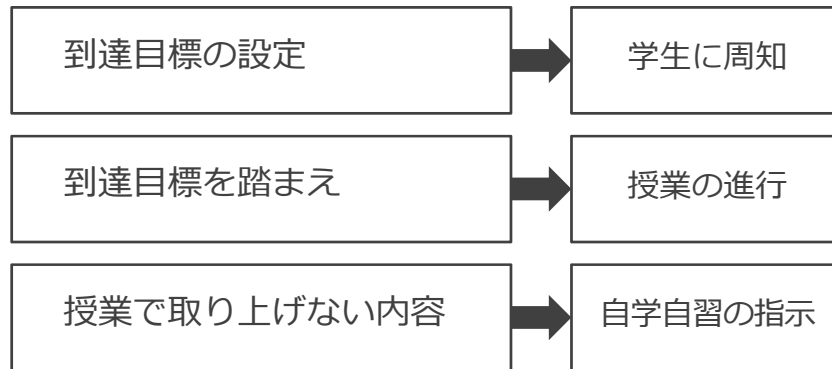 到達目標の設定
学生に周知
到達目標を踏まえ
授業の進行
授業で取り上げない内容
自学自習の指示